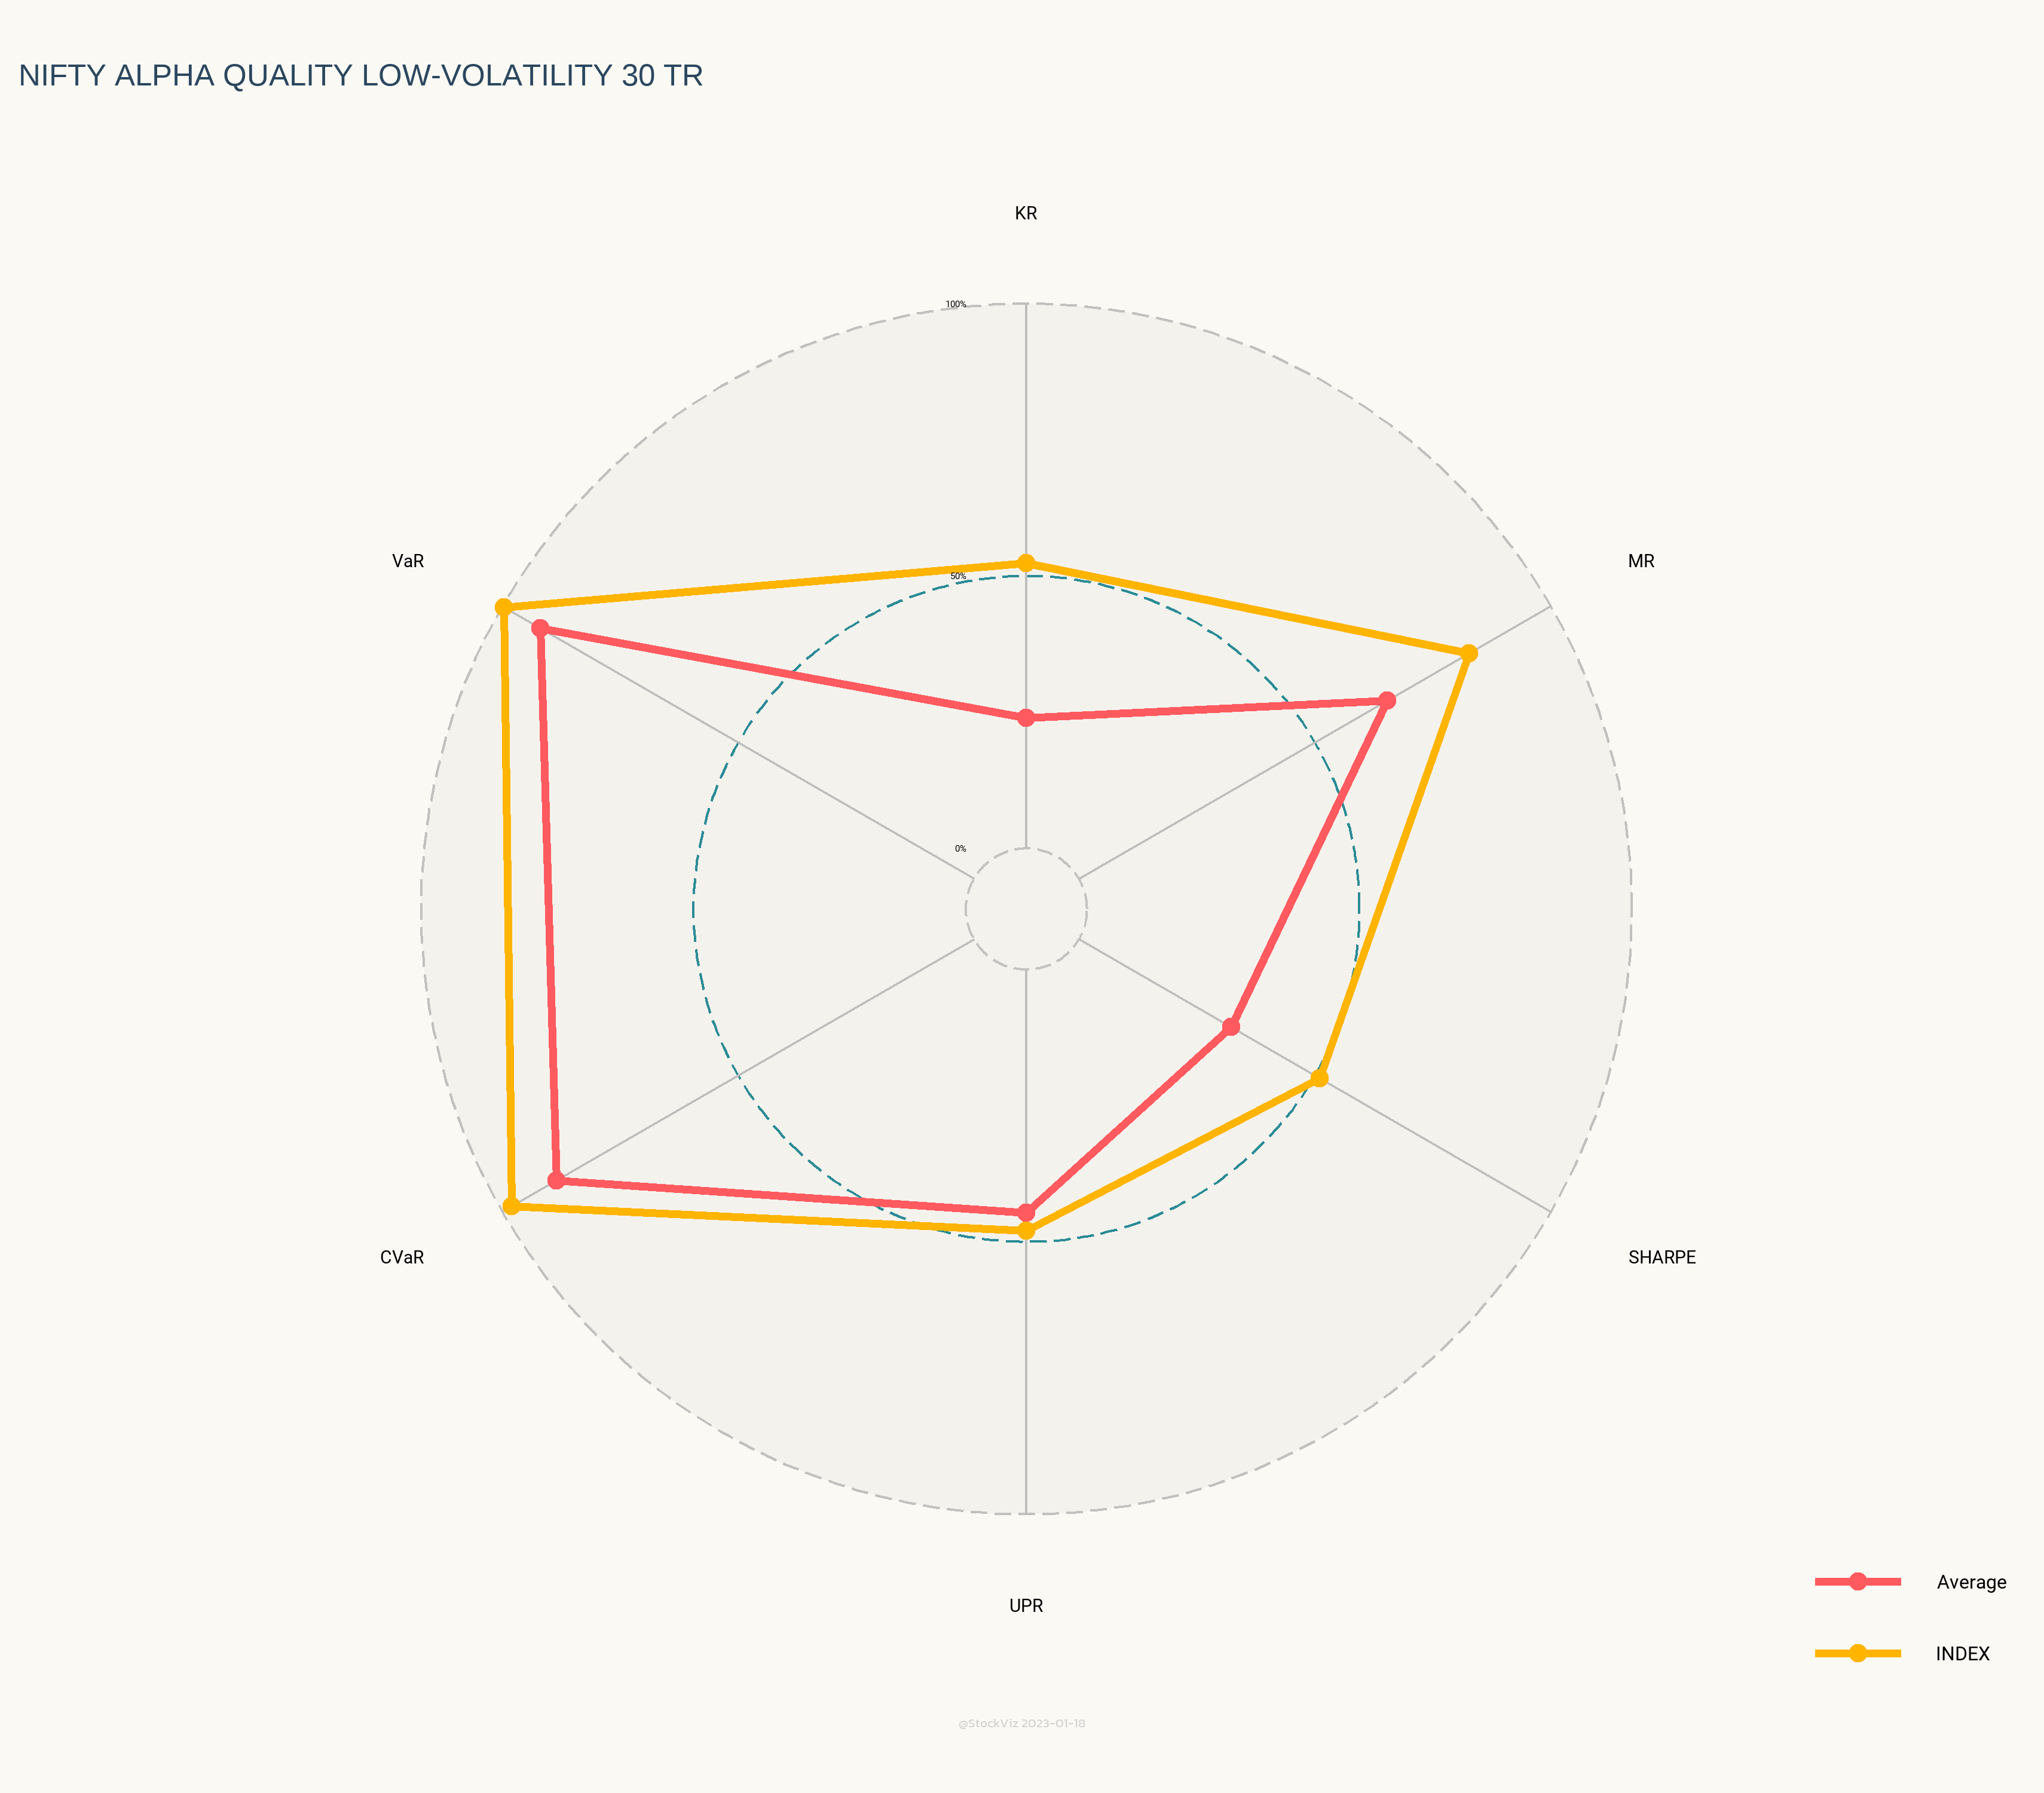 NIFTY ALPHA QUALITY LOW-VOLATILITY 30 TR
KR
100%
VaR
MR
50%
0%
CVaR
SHARPE
UPR
Average
INDEX
@StockViz 2023-01-18